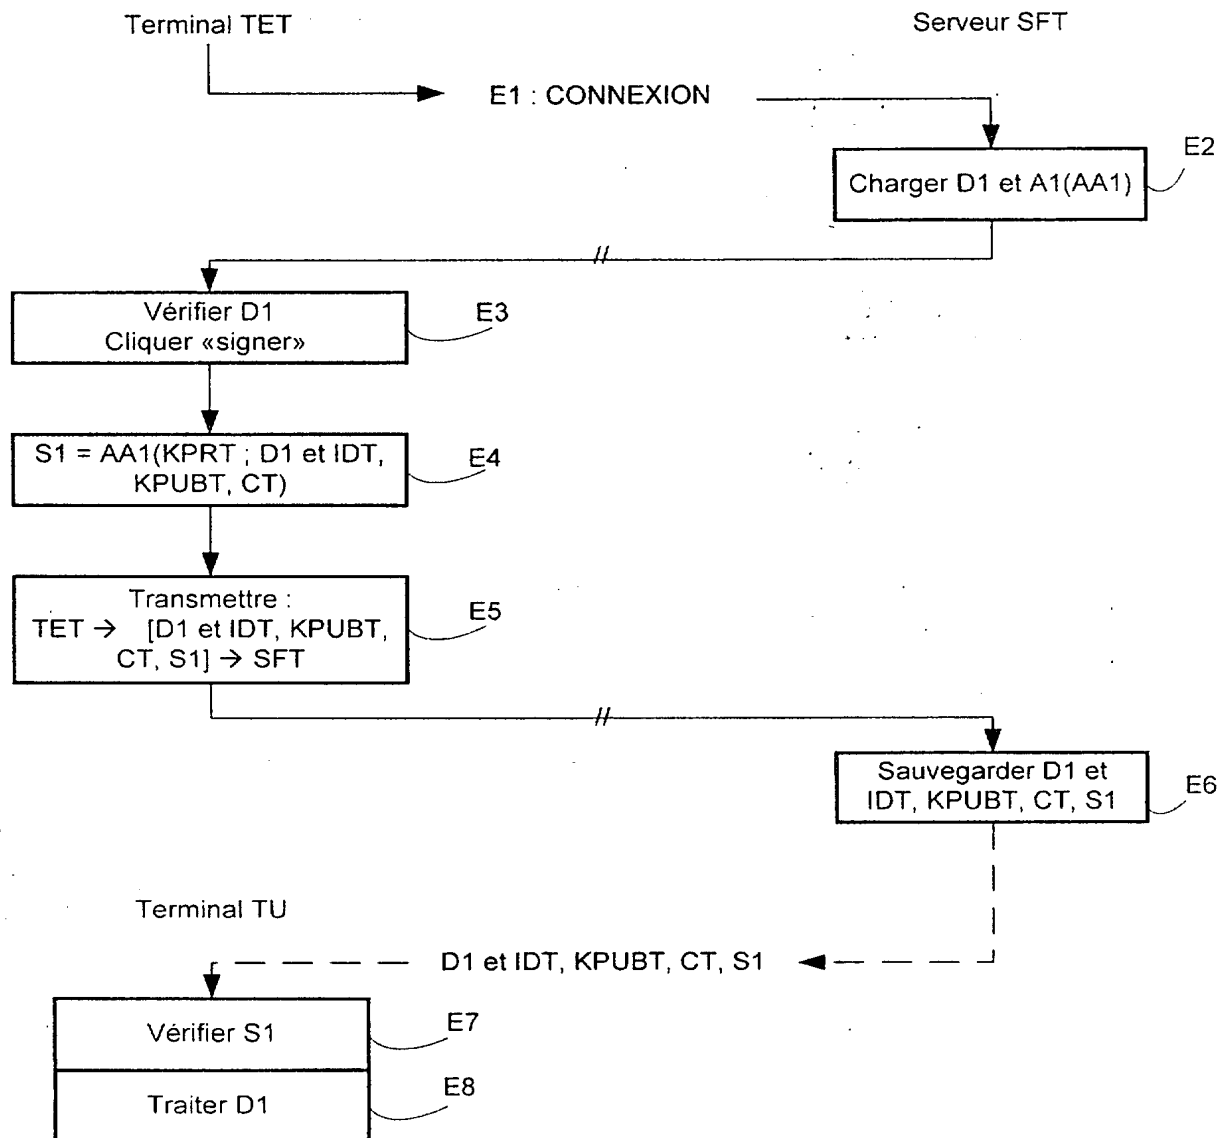 Terminal TET
Serveur SFT
E1 : CONNEXION
E2
Charger D1 et A1(AA1)
Vérifier D1
Cliquer «signer»
E3
S1 = AA1(KPRT ; D1 et IDT,
KPUBT, CT)
E4
Transmettre :
TET → [D1 et IDT, KPUBT,
CT, S1] → SFT
E5
Sauvegarder D1 et
IDT, KPUBT, CT, S1
E6
Terminal TU
D1 et IDT, KPUBT, CT, S1
Vérifier S1
E7
Traiter D1
E8